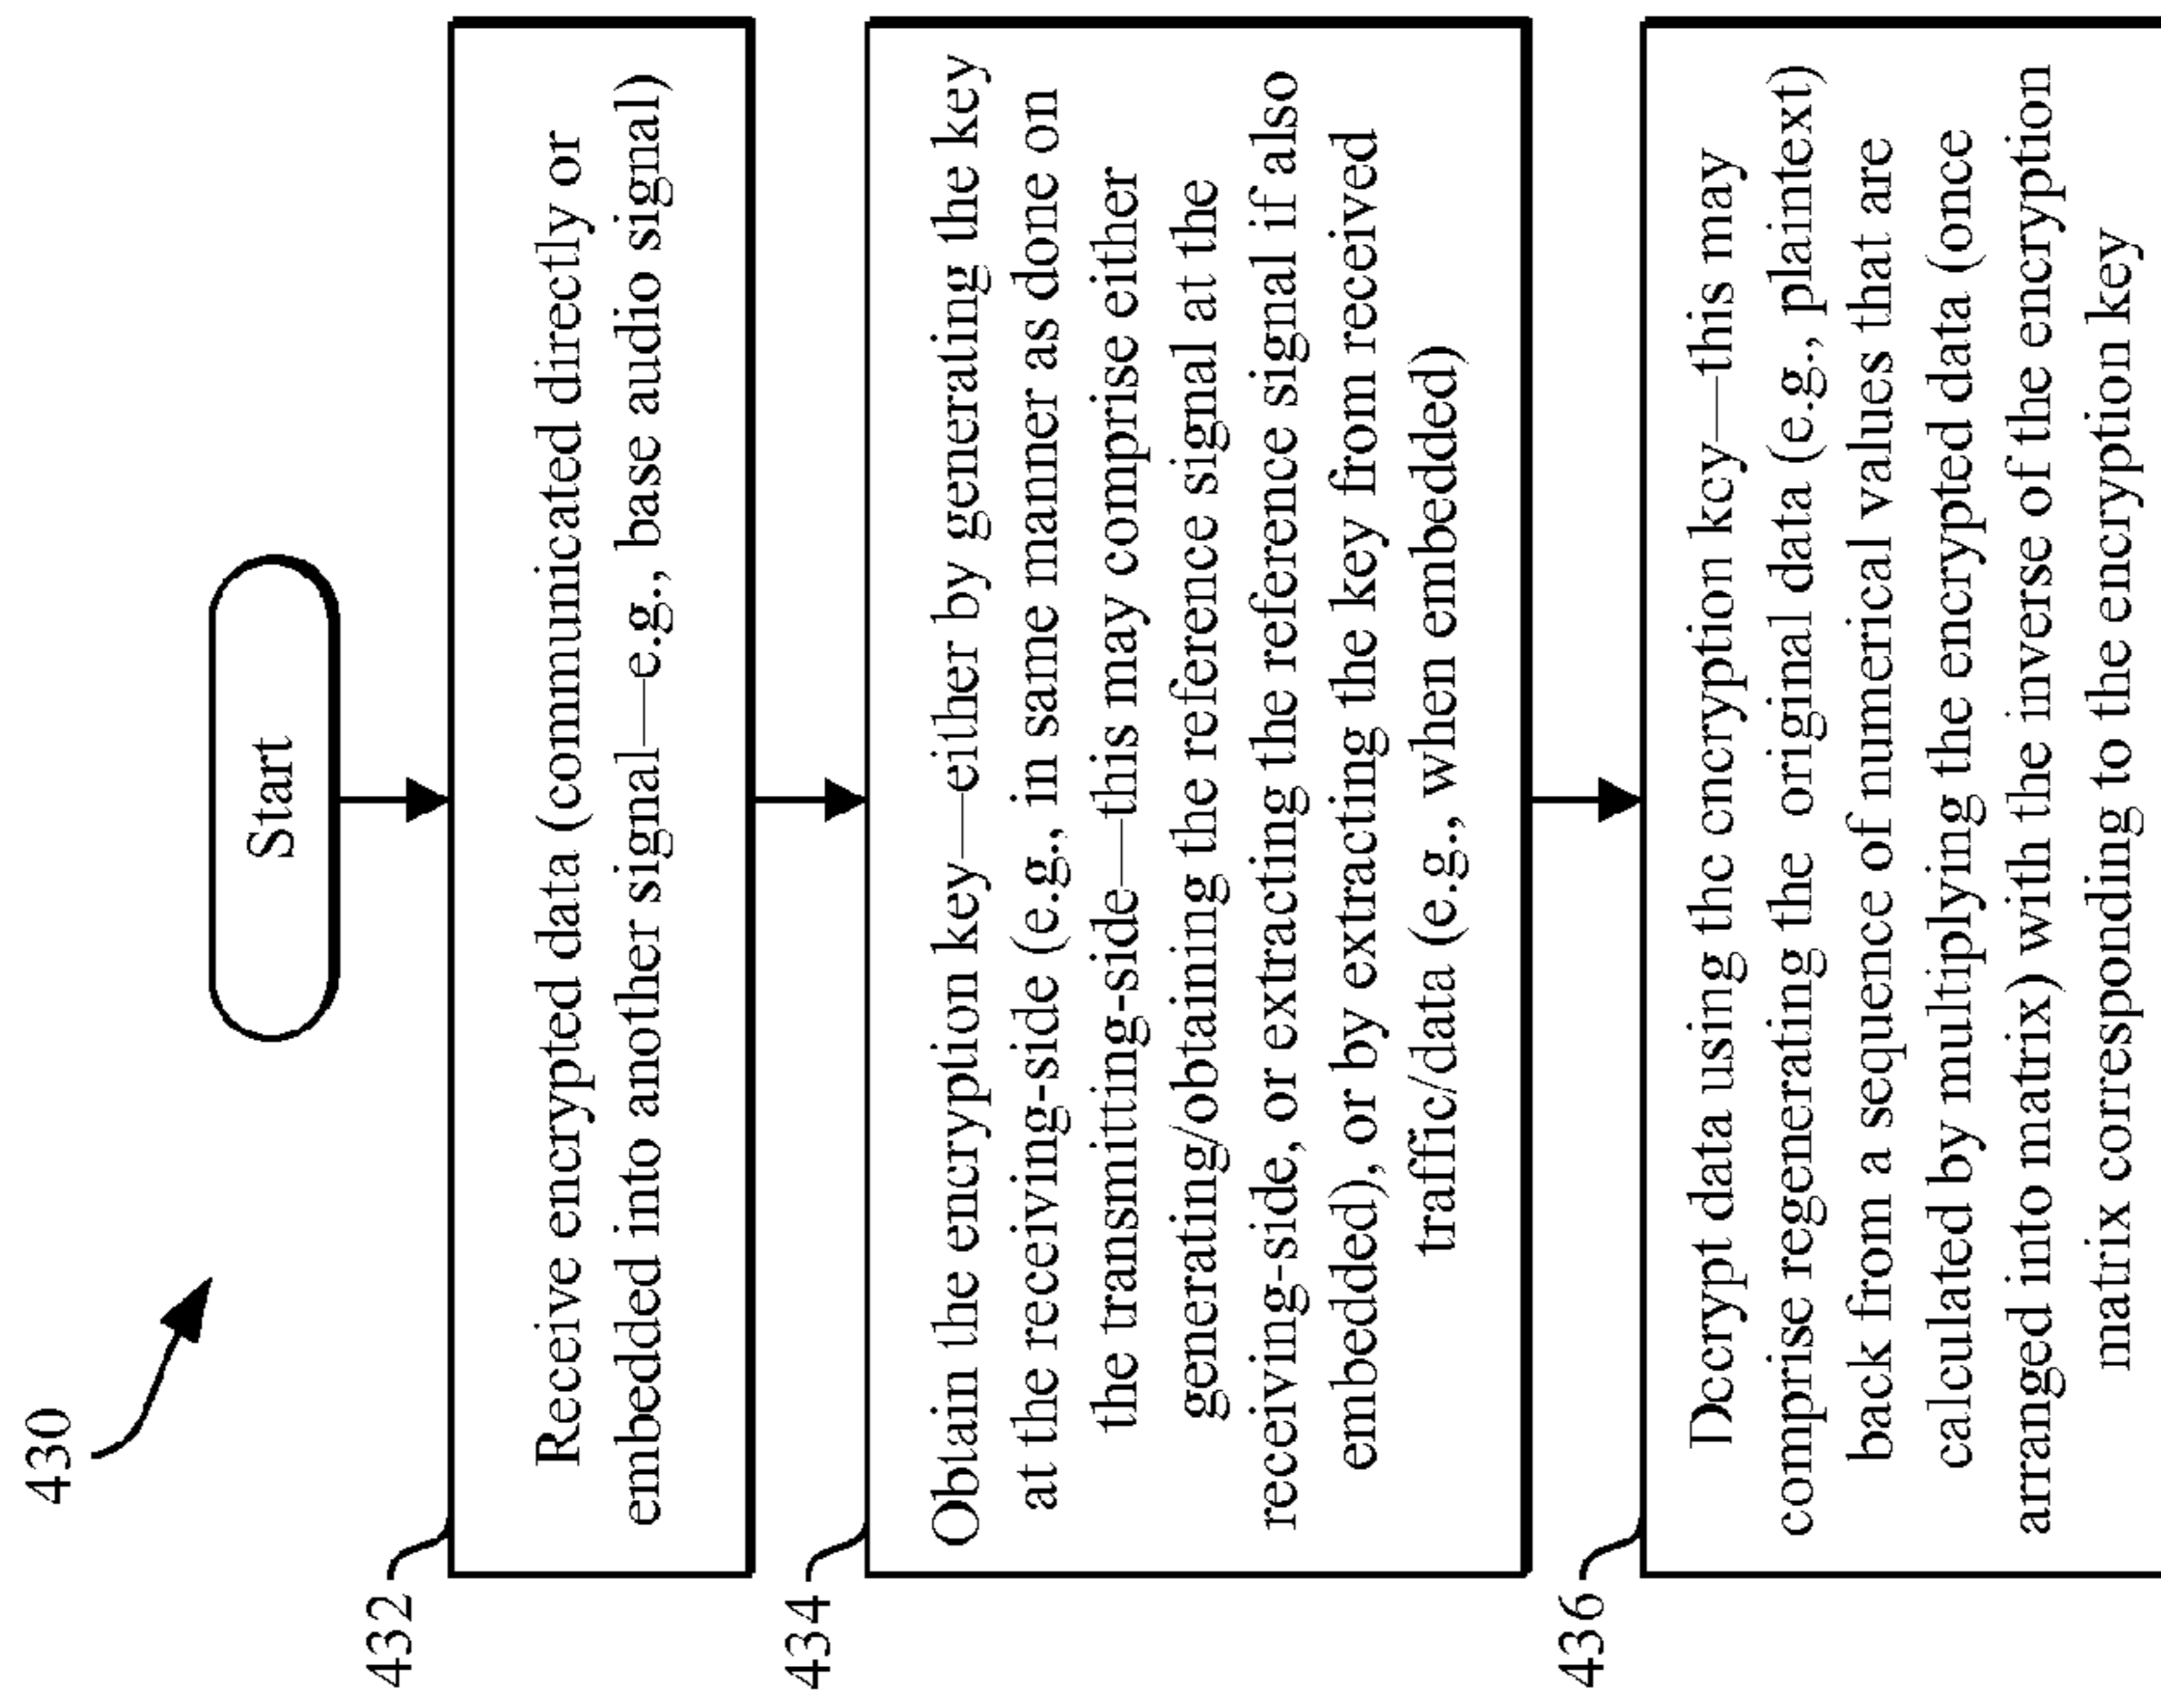 430
Start
432
Receive encrypted data (communicated directly or
embedded into another signal—e.g., base audio signal)
434
Obtain the encryption key—either by generating the key
at the receiving-side (e.g., in same manner as done on
the transmitting-side—this may comprise either
generating/obtaining the reference signal at the
receiving-side, or extracting the reference signal if also
embedded), or by extracting the key from received
traffic/data (e.g., when embedded)
436
Decrypt data using the encryption key—this may
comprise regenerating the original data (e.g., plaintext)
back from a sequence of numerical values that are
calculated by multiplying the encrypted data (once
arranged into matrix) with the inverse of the encryption
matrix corresponding to the encryption key